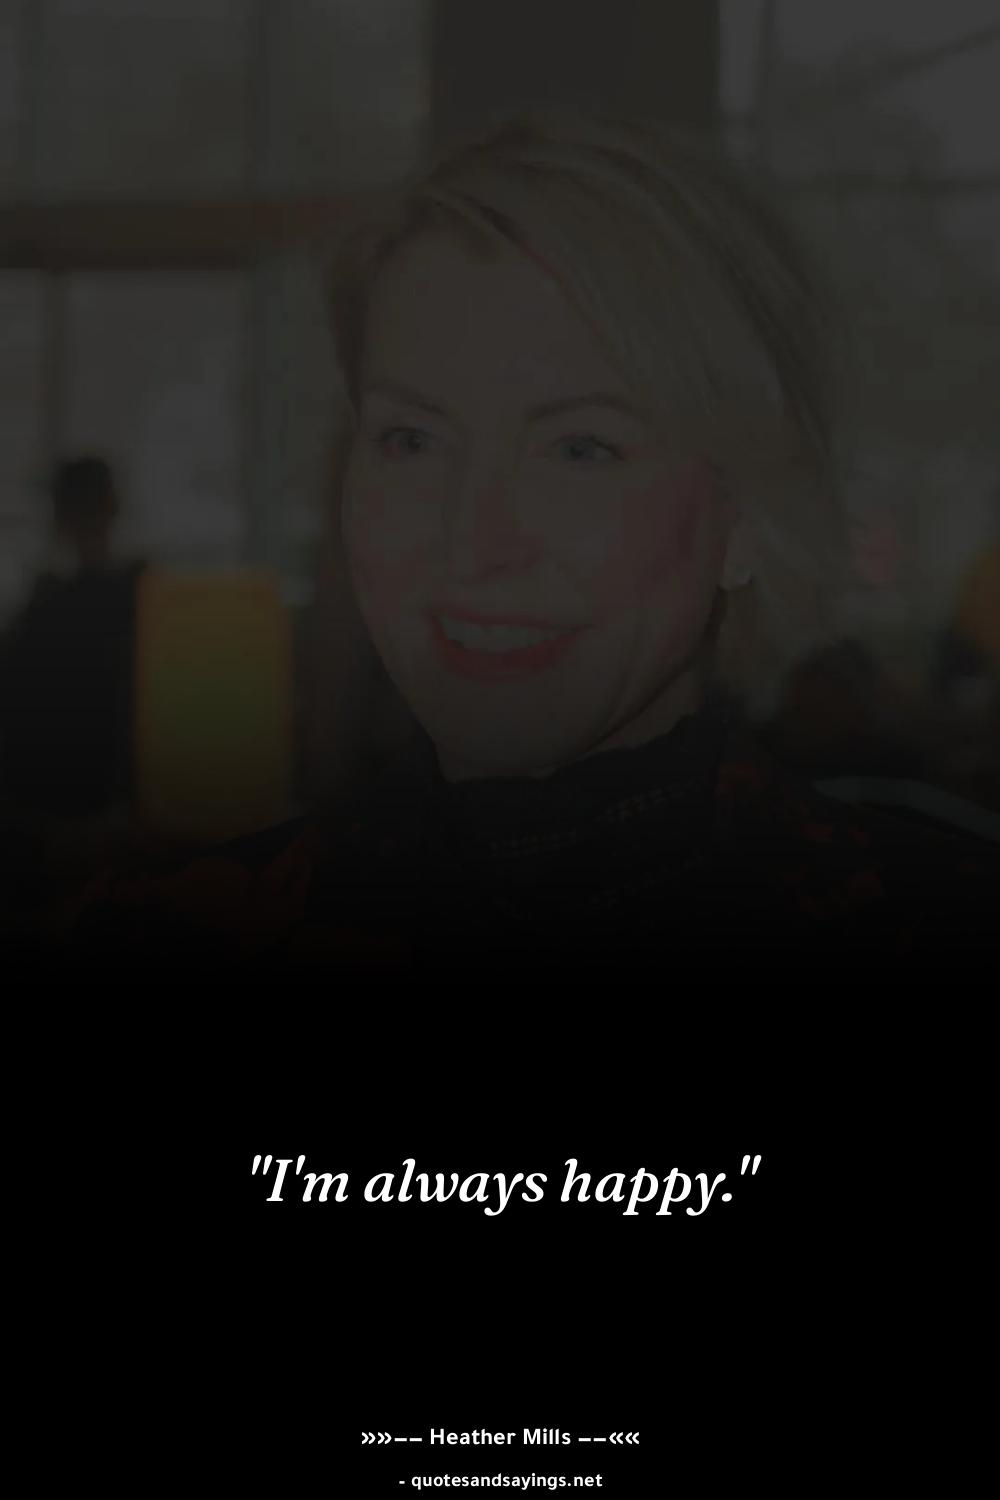 "I'm always happy."
»»−− Heather Mills −−««
- quotesandsayings.net